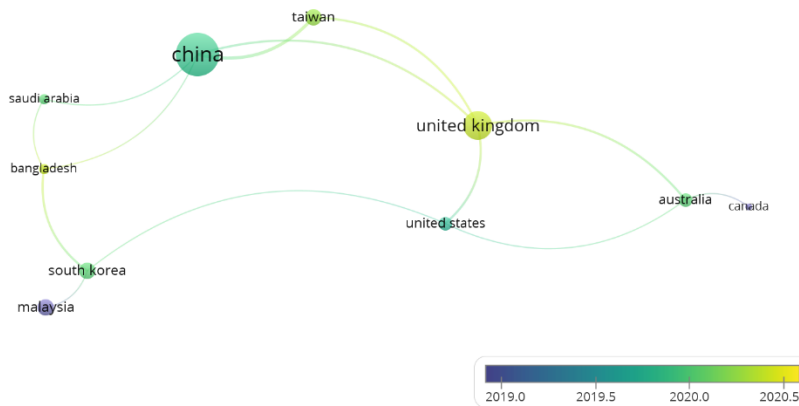 taiwan
china
saudi arabia
united kingdom
bangladesh
australia
canada
united states
south korea
malaysia
2019.0 2019.5 2020.0 2020.5